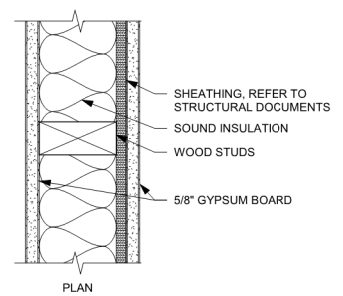 SHEATHING, REFER TO
STRUCTURAL DOCUMENTS
SOUND INSULATION
WOOD STUDS
5/8" GYPSUM BOARD
PLAN